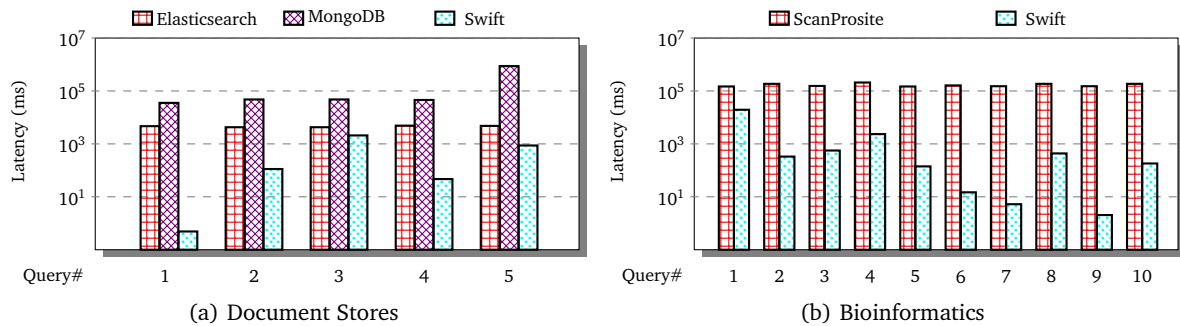 Elasticsearch MongoDB Swift
Latency (ms)
10^7
10^5
10^3
10^1
Query# 1 2 3 4 5
(a) Document Stores
ScanProsite Swift
Latency (ms)
10^7
10^5
10^3
10^1
Query# 1 2 3 4 5 6 7 8 9 10
(b) Bioinformatics